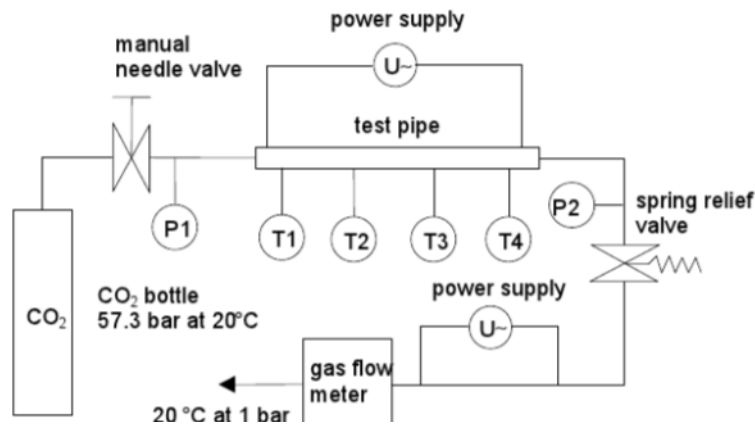 power supply
manual
needle valve
U~
test pipe
P1
T1
T2
T3
T4
P2
spring relief
valve
CO₂
CO₂ bottle
57.3 bar at 20°C
power supply
U~
gas flow
meter
20 °C at 1 bar